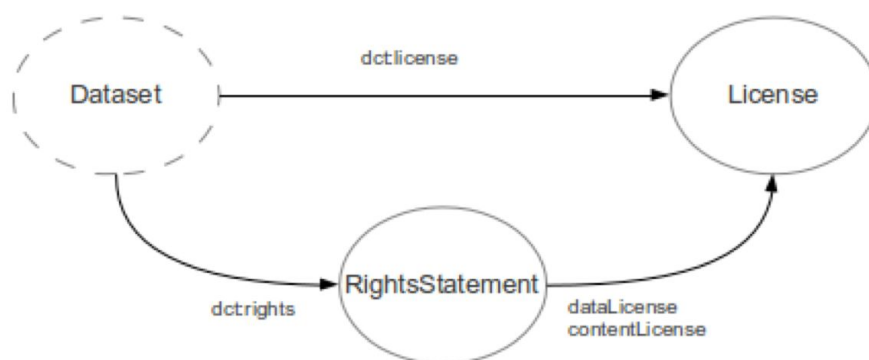 dct:license
Dataset
License
RightsStatement
dct:rights
dataLicense
contentLicense